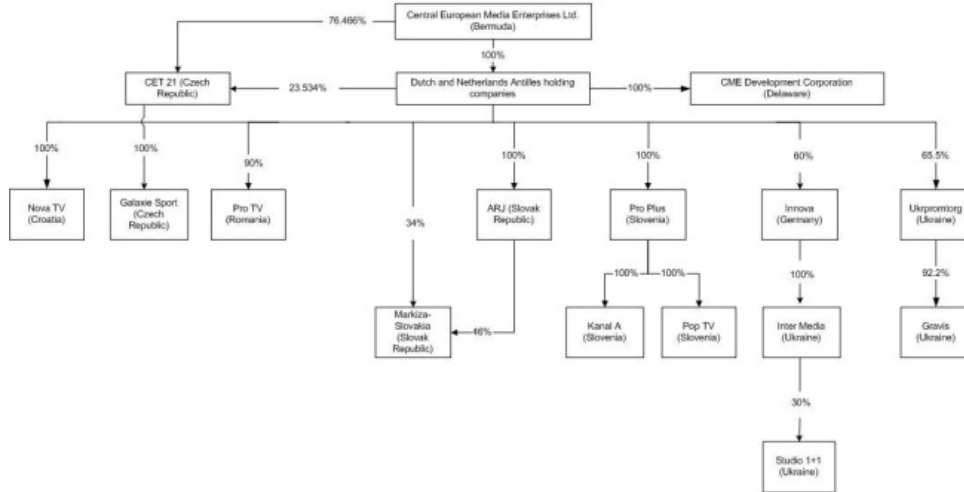 Central European Media Enterprises Ltd.
(Bermuda)
76.466%
100%
CET 21 (Czech
Republic)
23.534%
Dutch and Netherlands Antilles holding
companies
100%
CME Development Corporation
(Delaware)
100%
100%
90%
34%
100%
100%
60%
65.5%
Nova TV
(Croatia)
Galaxie Sport
(Czech
Republic)
Pro TV
(Romania)
ARJ (Slovak
Republic)
Pro Plus
(Slovenia)
Innova
(Germany)
Ukrpromtorg
(Ukraine)
100%
100%
100%
92.2%
Markiza-
Slovakia
(Slovak
Republic)
46%
Kanal A
(Slovenia)
Pop TV
(Slovenia)
Inter Media
(Ukraine)
Gravis
(Ukraine)
30%
Studio 1+1
(Ukraine)